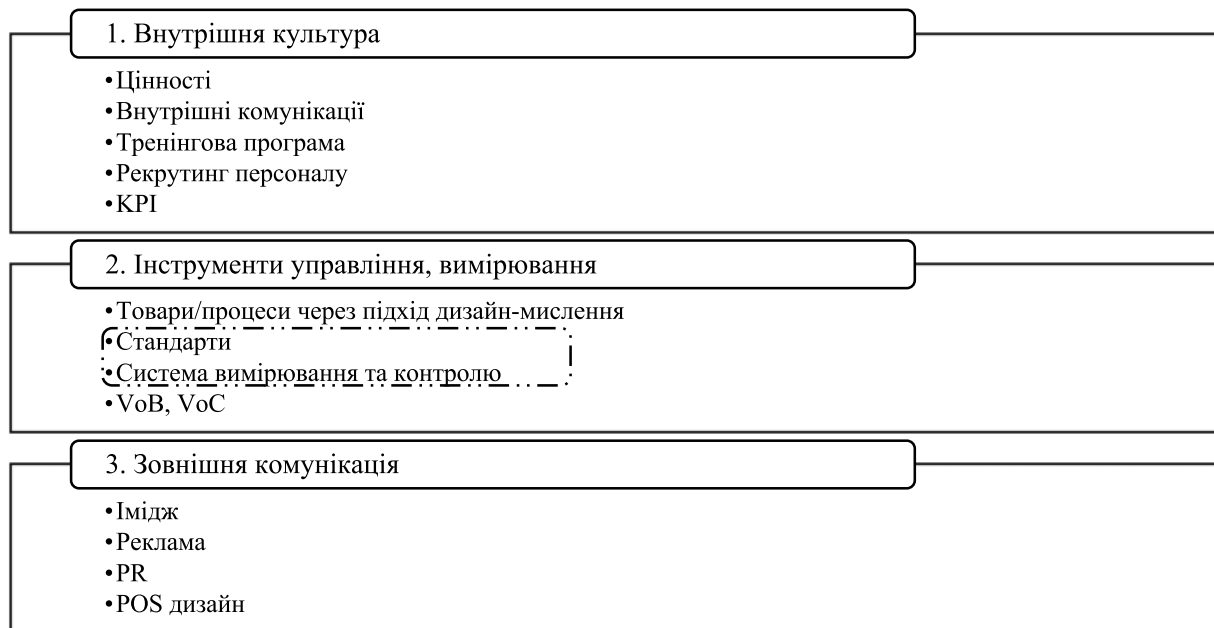 1. Внутрішня культура
•Цінності
•Внутрішні комунікації
•Тренінгова програма
•Рекрутинг персоналу
•KPI
2. Інструменти управління, вимірювання
•Товари/процеси через підхід дизайн-мислення
•Стандарти
•Система вимірювання та контролю
•VoB, VoC
3. Зовнішня комунікація
•Імідж
•Реклама
•PR
•POS дизайн